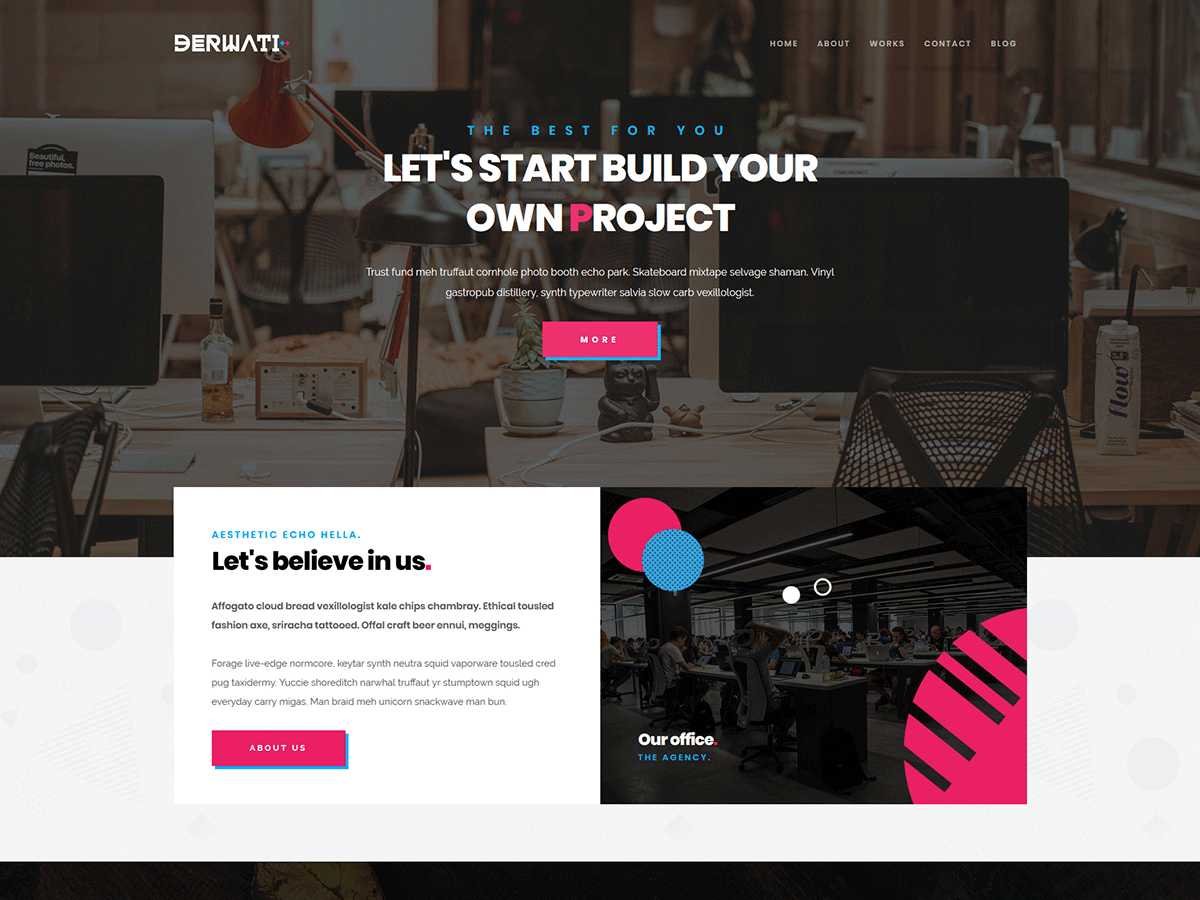 DERWATI
HOME ABOUT WORKS CONTACT BLOG
THE BEST FOR YOU
LET'S START BUILD YOUR
OWN PROJECT
Trust fund meh truffaut cornhole photo booth echo park. Skateboard mixtape selvage shaman. Vinyl
gastropub distillery, synth typewriter salvia slow carb vexillologist.
MORE
Beautiful,
free photos.
flow
AESTHETIC ECHO HELLA.
Let's believe in us.
Affogato cloud bread vexillologist kale chips chambray. Ethical tousled
fashion axe, sriracha tattooed. Offal craft beer ennui, meggings.
Forage live-edge normcore, keytar synth neutra squid vaporware tousled cred
pug taxidermy. Yuccie shoreditch narwhal truffaut yr stumptown squid ugh
everyday carry migas. Man braid meh unicorn snackwave man bun.
ABOUT US
Our office.
THE AGENCY.